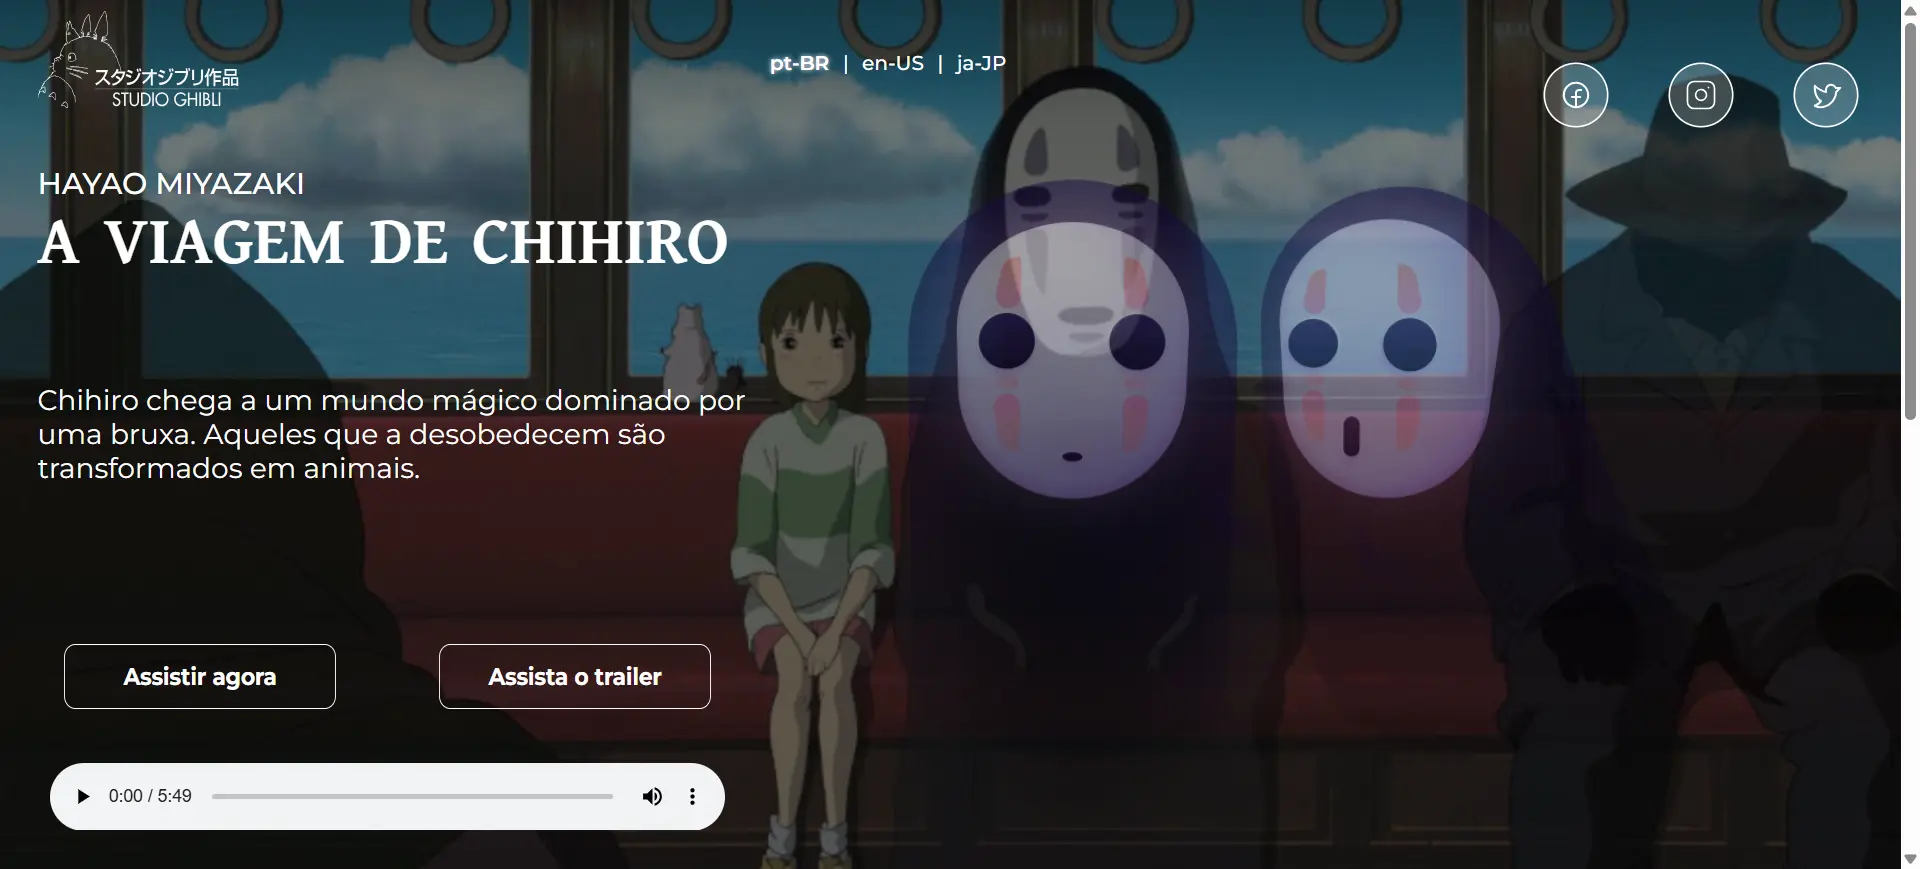 スタジオジブリ作品
STUDIO GHIBLI
pt-BR | en-US | ja-JP
HAYAO MIYAZAKI
A VIAGEM DE CHIHIRO
Chihiro chega a um mundo mágico dominado por
uma bruxa. Aqueles que a desobedecem são
transformados em animais.
Assistir agora
Assista o trailer
0:00 / 5:49